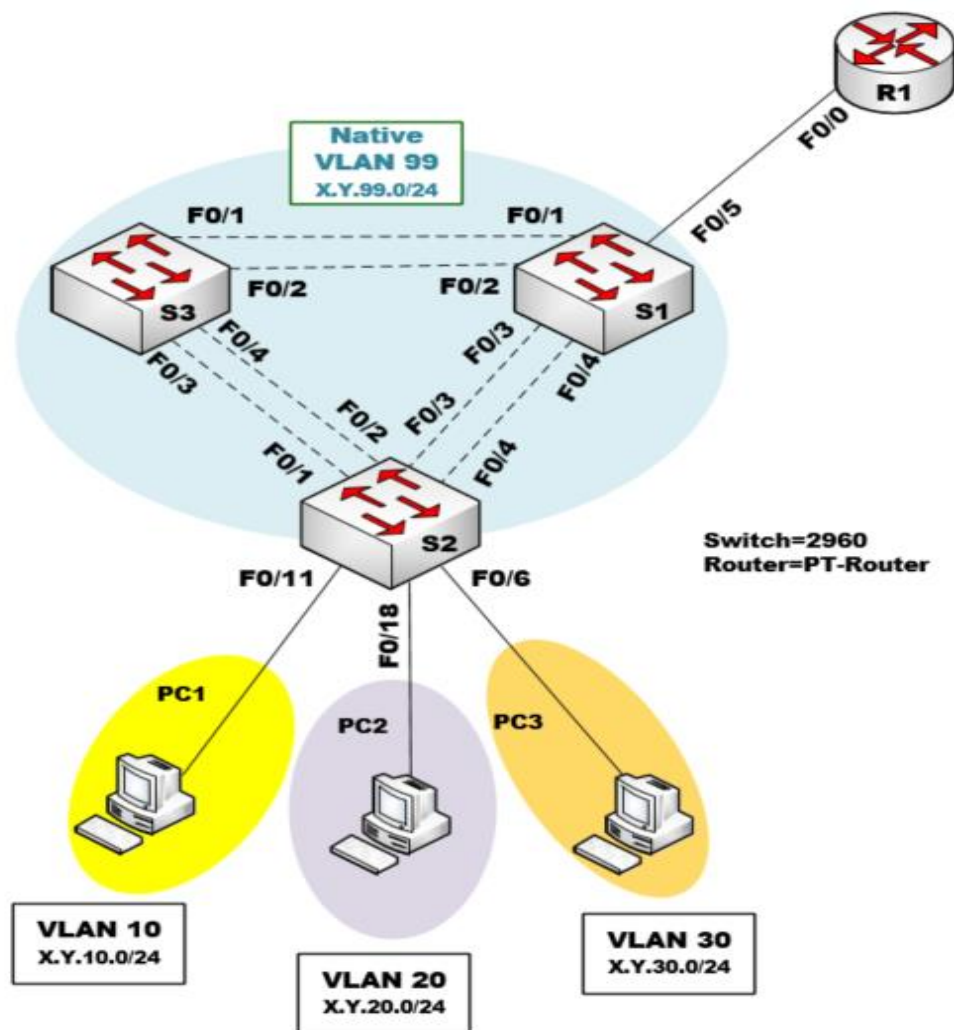 R1
F0/0
Native
VLAN 99
X.Y.99.0/24
F0/1
F0/1
F0/5
F0/2
F0/2
S3
S1
F0/4
F0/3
F0/3
F0/4
F0/2
F0/3
F0/1
F0/4
S2
Switch=2960
Router=PT-Router
F0/11
F0/6
F0/18
PC1
PC2
PC3
VLAN 10
X.Y.10.0/24
VLAN 20
X.Y.20.0/24
VLAN 30
X.Y.30.0/24